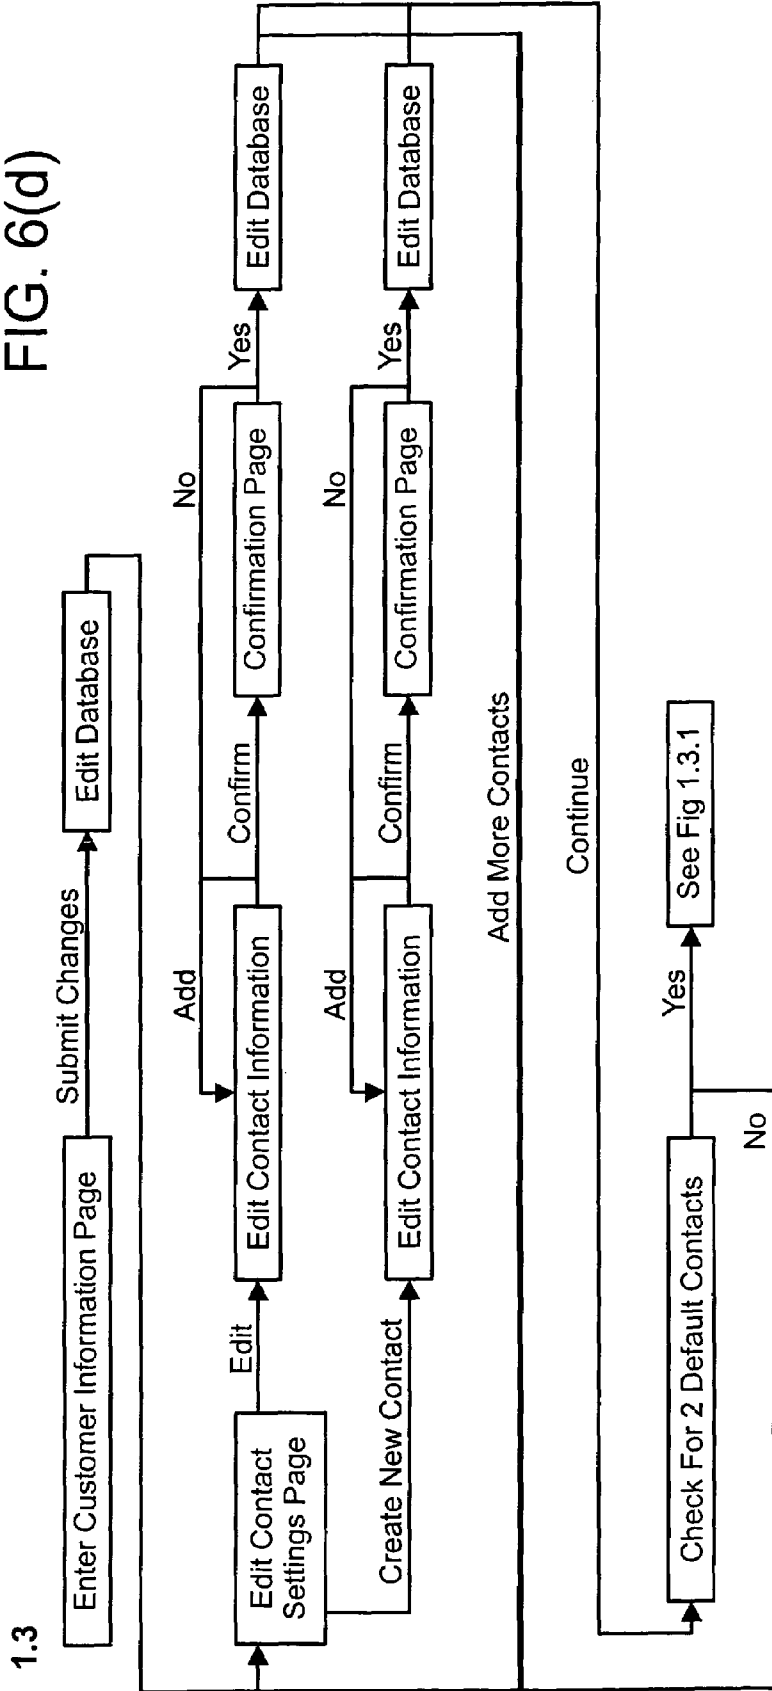 1.3
FIG. 6(d)
Enter Customer Information Page
Submit Changes
Edit Database
Edit Contact
Settings Page
Edit
Edit Contact Information
Add
No
Confirm
Confirmation Page
Yes
Edit Database
Create New Contact
Edit Contact Information
Add
No
Confirm
Confirmation Page
Yes
Edit Database
Add More Contacts
Continue
Check For 2 Default Contacts
Yes
See Fig 1.3.1
No